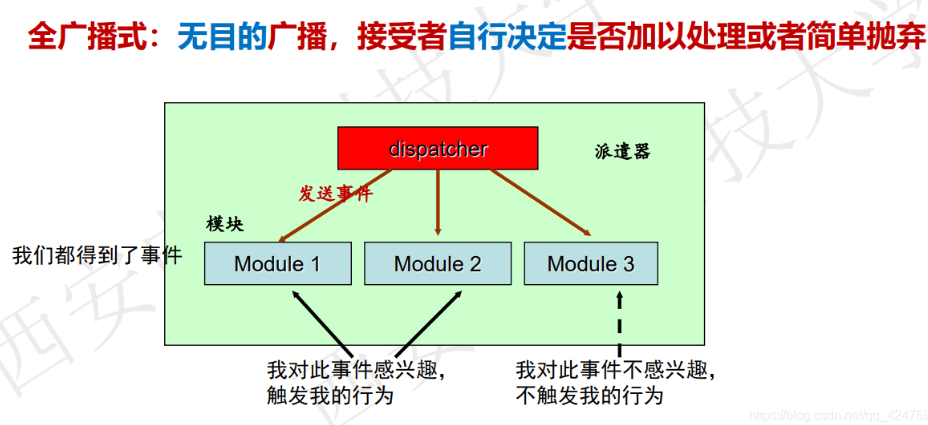 全广播式：无目的广播，接受者自行决定是否加以处理或者简单抛弃
dispatcher
派遣器
发送事件
模块
我们都得到了事件
Module 1
Module 2
Module 3
我对此事件感兴趣，
触发我的行为
我对此事件不感兴趣，
不触发我的行为
西安
科技大学
技大学
西安
https://blog.csdn.net/qq_424759